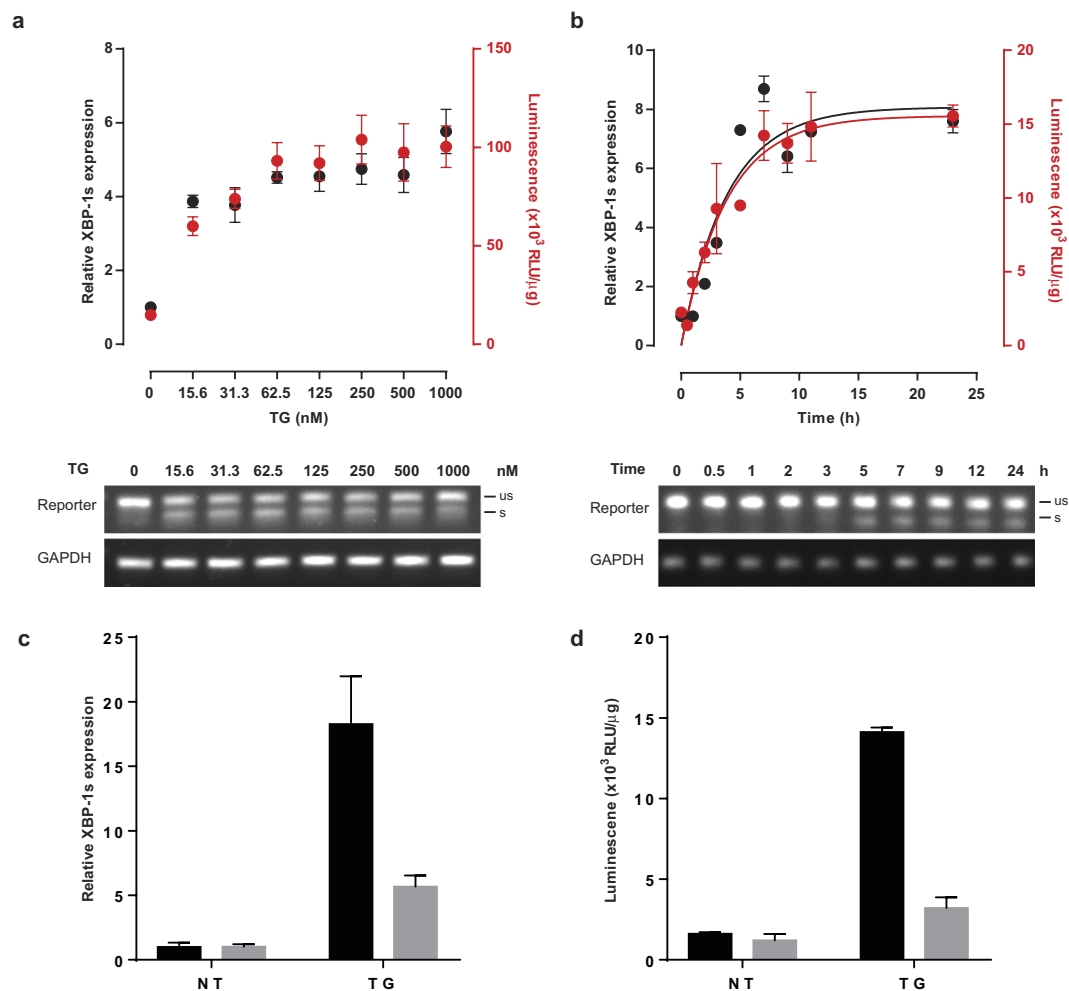 a
Relative XBP-1s expression
8
6
4
2
0
150
100
50
0
Luminescence (x10³ RLU/µg)
0 15.6 31.3 62.5 125 250 500 1000
TG (nM)
TG 0 15.6 31.3 62.5 125 250 500 1000 nM
Reporter
us
s
GAPDH
b
Relative XBP-1s expression
10
8
6
4
2
0
20
15
10
5
0
Luminescene (x10³ RLU/µg)
0 5 10 15 20 25
Time (h)
Time 0 0.5 1 2 3 5 7 9 12 24 h
Reporter
us
s
GAPDH
c
Relative XBP-1s expression
25
20
15
10
5
0
NT TG
d
Luminescene (x10³ RLU/µg)
20
15
10
5
0
NT TG